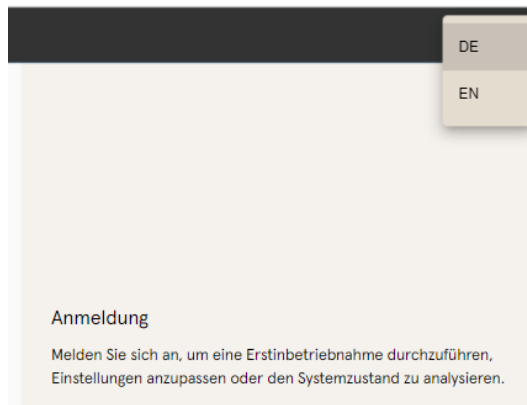 DE
EN
Anmeldung
Melden Sie sich an, um eine Erstinbetriebnahme durchzuführen,
Einstellungen anzupassen oder den Systemzustand zu analysieren.